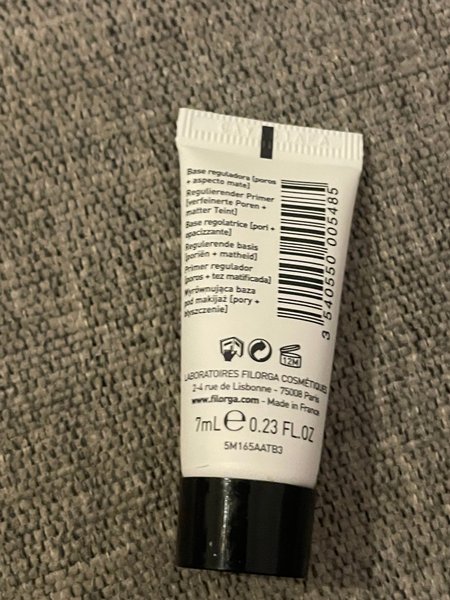 Base reguladora [poros
+ aspecto mate]
Regulierender Primer
[verfeinerte Poren +
matter Teint]
Base regolatrice [pori +
opacizzante]
Regulerende basis
[poriën + matheid]
Primer regulador
[poros + tez matificada]
Wyrównująca baza
pod makijaż [pory +
błyszczenie]
3 540550 005485
12M
LABORATOIRES FILORGA COSMÉTIQUES
2-4 rue de Lisbonne - 75008 Paris
www.filorga.com - Made in France
7mL e 0.23 FL.OZ
5M165AATB3